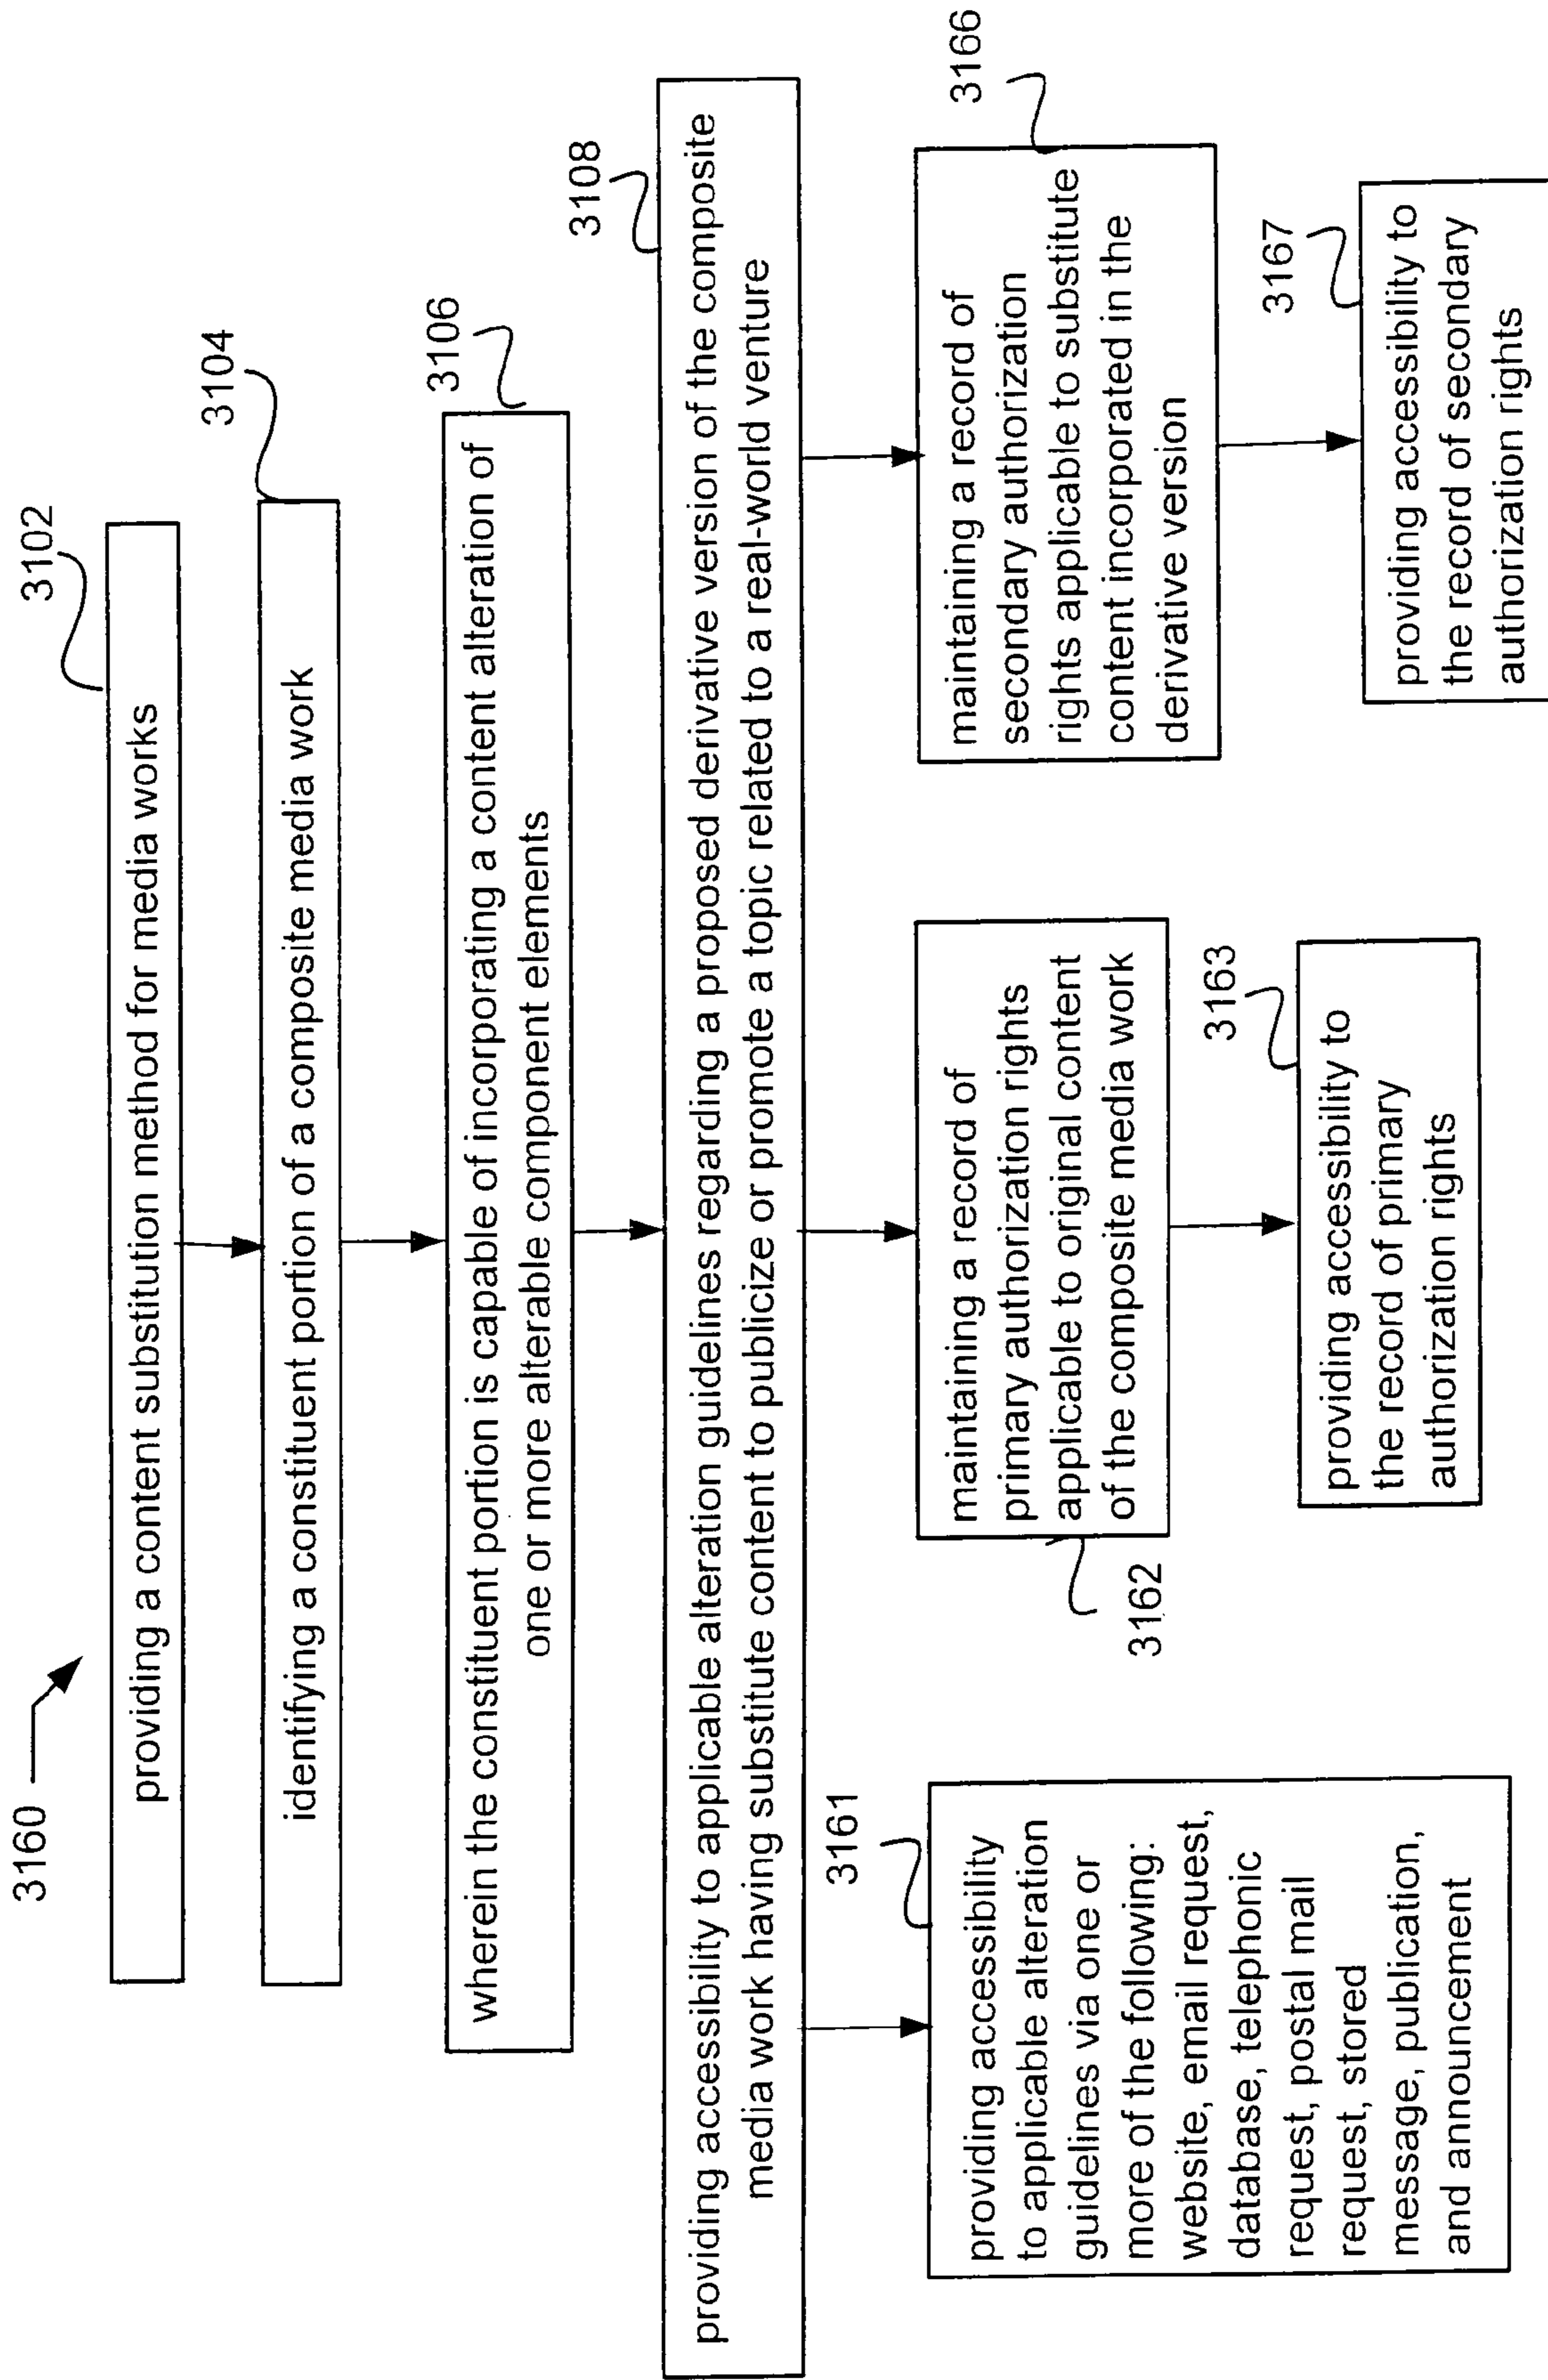 3160
3102
providing a content substitution method for media works
3104
identifying a constituent portion of a composite media work
3106
wherein the constituent portion is capable of incorporating a content alteration of
one or more alterable component elements
3108
providing accessibility to applicable alteration guidelines regarding a proposed derivative version of the composite
media work having substitute content to publicize or promote a topic related to a real-world venture
3161
providing accessibility
to applicable alteration
guidelines via one or
more of the following:
website, email request,
database, telephonic
request, postal mail
request, stored
message, publication,
and announcement
3162
maintaining a record of
primary authorization rights
applicable to original content
of the composite media work
3163
providing accessibility to
the record of primary
authorization rights
3166
maintaining a record of
secondary authorization
rights applicable to substitute
content incorporated in the
derivative version
3167
providing accessibility to
the record of secondary
authorization rights